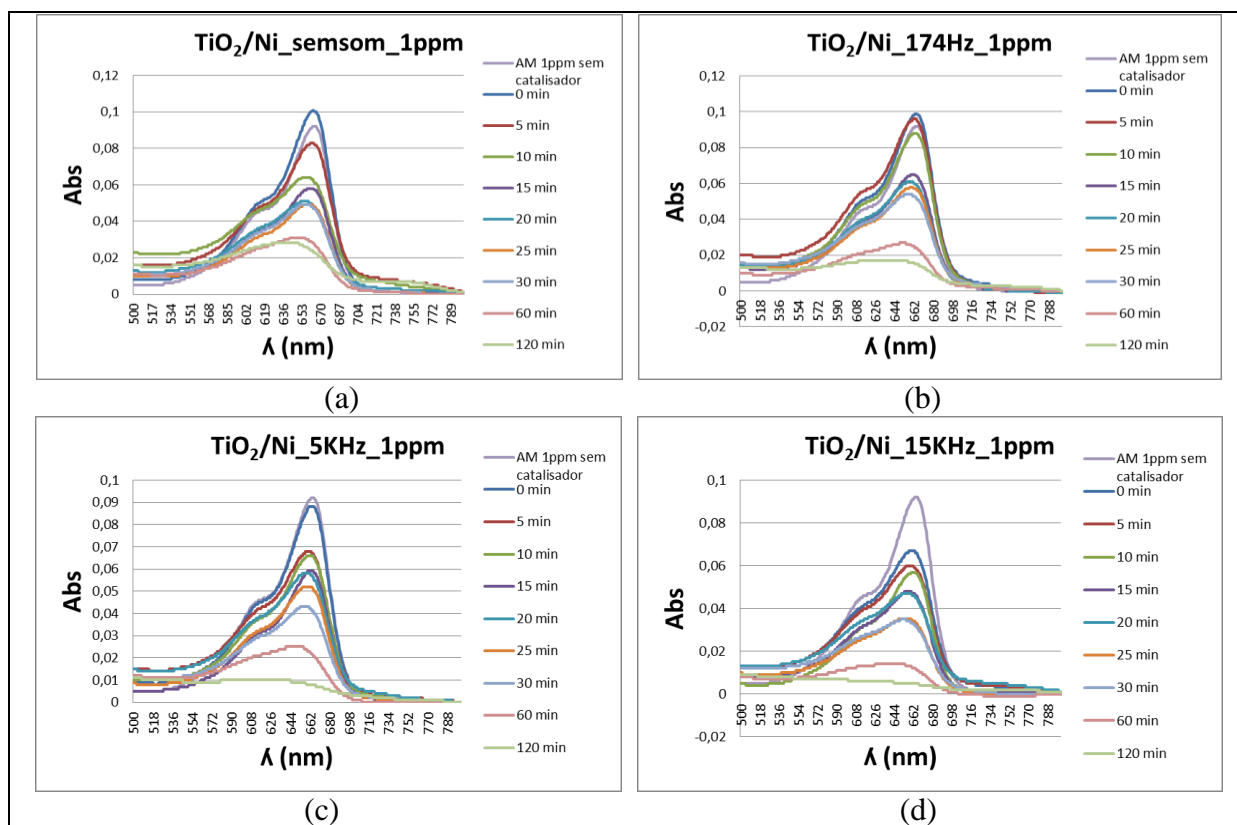 TiO₂/Ni_semsom_1ppm
Abs
0,12
0,1
0,08
0,06
0,04
0,02
0
500 517 534 551 568 585 602 619 636 653 670 687 704 721 738 755 772 789
λ (nm)
AM 1ppm sem
catalisador
0 min
5 min
10 min
15 min
20 min
25 min
30 min
60 min
120 min
(a)
TiO₂/Ni_174Hz_1ppm
Abs
0,12
0,1
0,08
0,06
0,04
0,02
0
-0,02
500 518 536 554 572 590 608 626 644 662 680 698 716 734 752 770 788
λ (nm)
AM 1ppm sem
catalisador
0 min
5 min
10 min
15 min
20 min
25 min
30 min
60 min
120 min
(b)
TiO₂/Ni_5KHz_1ppm
Abs
0,1
0,09
0,08
0,07
0,06
0,05
0,04
0,03
0,02
0,01
0
500 518 536 554 572 590 608 626 644 662 680 698 716 734 752 770 788
λ (nm)
AM 1ppm sem
catalisador
0 min
5 min
10 min
15 min
20 min
25 min
30 min
60 min
120 min
(c)
TiO₂/Ni_15KHz_1ppm
Abs
0,1
0,08
0,06
0,04
0,02
0
-0,02
500 518 536 554 572 590 608 626 644 662 680 698 716 734 752 770 788
λ (nm)
AM 1ppm sem
catalisador
0 min
5 min
10 min
15 min
20 min
25 min
30 min
60 min
120 min
(d)